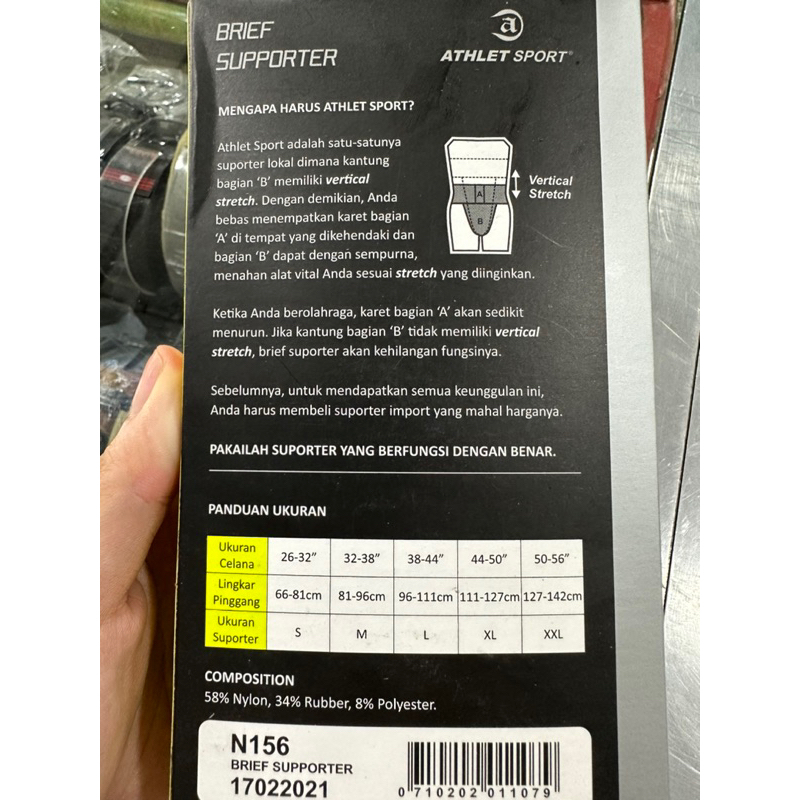 BRIEF
SUPPORTER
a
ATHLET SPORT®
MENGAPA HARUS ATHLET SPORT?
Athlet Sport adalah satu-satunya
suporter lokal dimana kantung
bagian ‘B’ memiliki vertical
stretch. Dengan demikian, Anda
bebas menempatkan karet bagian
‘A’ di tempat yang dikehendaki dan
bagian ‘B’ dapat dengan sempurna,
menahan alat vital Anda sesuai stretch yang diinginkan.
A
B
Vertical
Stretch
Ketika Anda berolahraga, karet bagian ‘A’ akan sedikit
menurun. Jika kantung bagian ‘B’ tidak memiliki vertical
stretch, brief suporter akan kehilangan fungsinya.
Sebelumnya, untuk mendapatkan semua keunggulan ini,
Anda harus membeli suporter import yang mahal harganya.
PAKAILAH SUPORTER YANG BERFUNGSI DENGAN BENAR.
PANDUAN UKURAN
Ukuran Celana 26-32” 32-38” 38-44” 44-50” 50-56”
Lingkar Pinggang 66-81cm 81-96cm 96-111cm 111-127cm 127-142cm
Ukuran Suporter S M L XL XXL
COMPOSITION
58% Nylon, 34% Rubber, 8% Polyester.
N156
BRIEF SUPPORTER
17022021
0 710202 011079